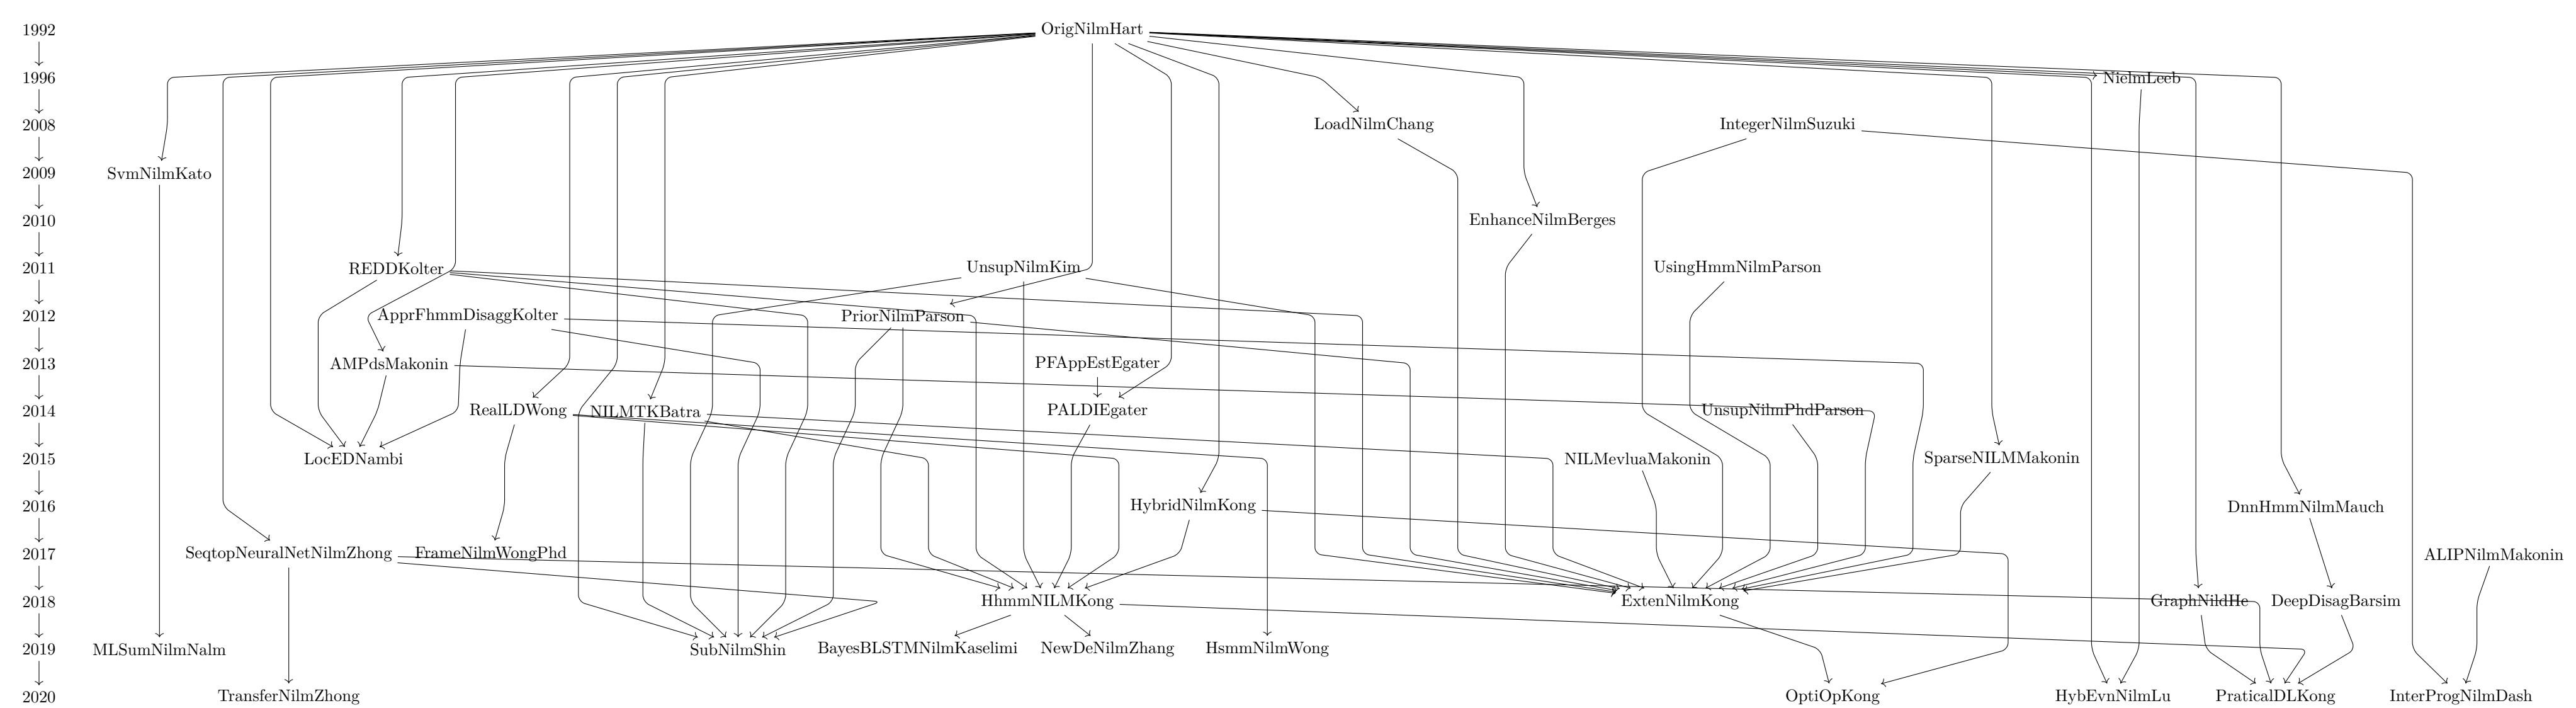 1992 OrigNilmHart
1996 NielmLeeb
2008 LoadNilmChang IntegerNilmSuzuki
2009 SvmNilmKato
2010 EnhanceNilmBerges
2011 REDDKolter UnsupNilmKim UsingHmmNilmParson
2012 ApprFhmmDisaggKolter PriorNilmParson
2013 AMPdsMakonin PFAppEstEgater
2014 RealLDWong NILMTKBatra PALDIEgater UnsupNilmPhdParson
2015 LocEDNambi NILMevluaMakonin SparseNILMMakonin
2016 HybridNilmKong DnnHmmNilmMauch
2017 SeqtopNeuralNetNilmZhong FrameNilmWongPhd ALIPNilmMakonin
2018 HhmmNILMKong ExtenNilmKong GraphNildHe DeepDisagBarsim
2019 MLSumNilmNalm SubNilmShin BayesBLSTMNilmKaselimi NewDeNilmZhang HsmmNilmWong
2020 TransferNilmZhong OptiOpKong HybEvnNilmLu PraticalDLKong InterProgNilmDash